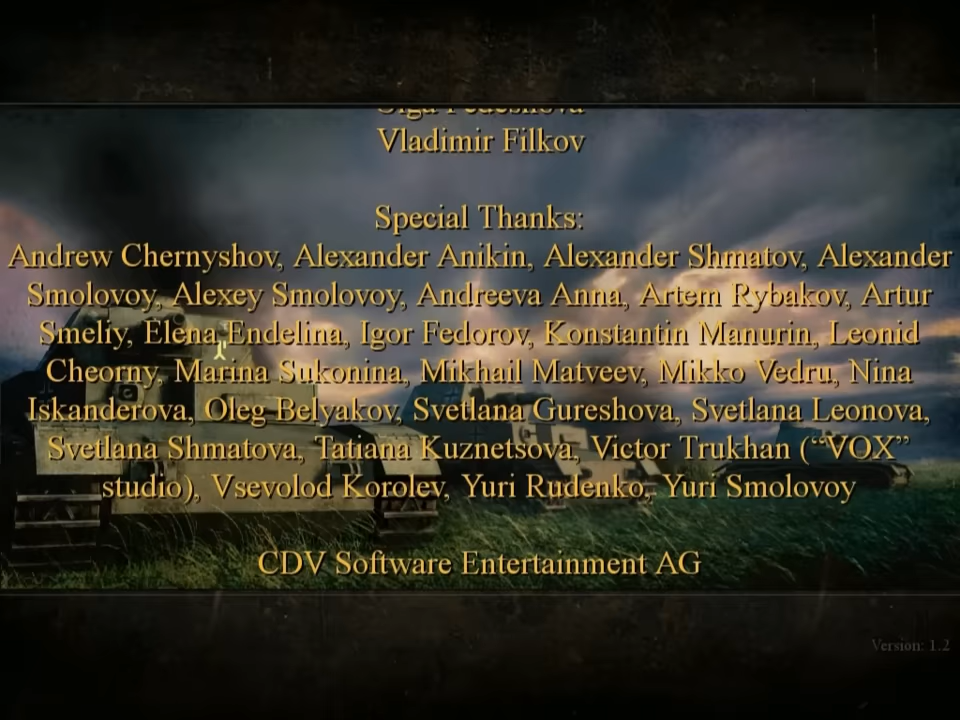 Vladimir Filkov
Special Thanks:
Andrew Chernyshov, Alexander Anikin, Alexander Shmatov, Alexander
Smolovoy, Alexey Smolovoy, Andreeva Anna, Artem Rybakov, Artur
Smeliy, Elena Endelina, Igor Fedorov, Konstantin Manurin, Leonid
Cheorny, Marina Sukonina, Mikhail Matveev, Mikko Vedru, Nina
Iskanderova, Oleg Belyakov, Svetlana Gureshova, Svetlana Leonova,
Svetlana Shmatova, Tatiana Kuznetsova, Victor Trukhan (“VOX”
studio), Vsevolod Korolev, Yuri Rudenko, Yuri Smolovoy
CDV Software Entertainment AG
Version: 1.2